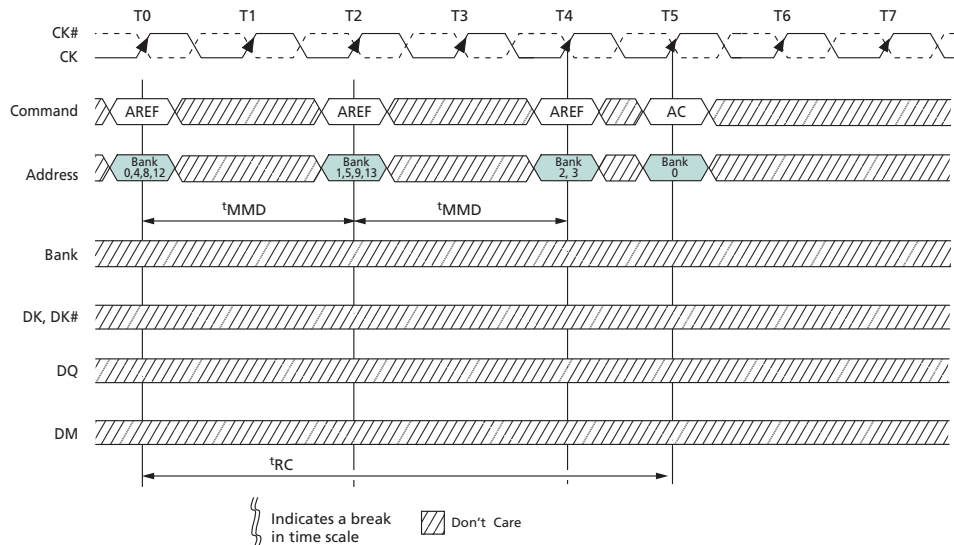 T0 T1 T2 T3 T4 T5 T6 T7
CK#
CK
Command AREF AREF AREF AC
Address Bank 0,4,8,12 Bank 1,5,9,13 Bank 2, 3 Bank 0
tMMD tMMD
Bank
DK, DK#
DQ
DM
tRC
Indicates a break
in time scale
Don't Care